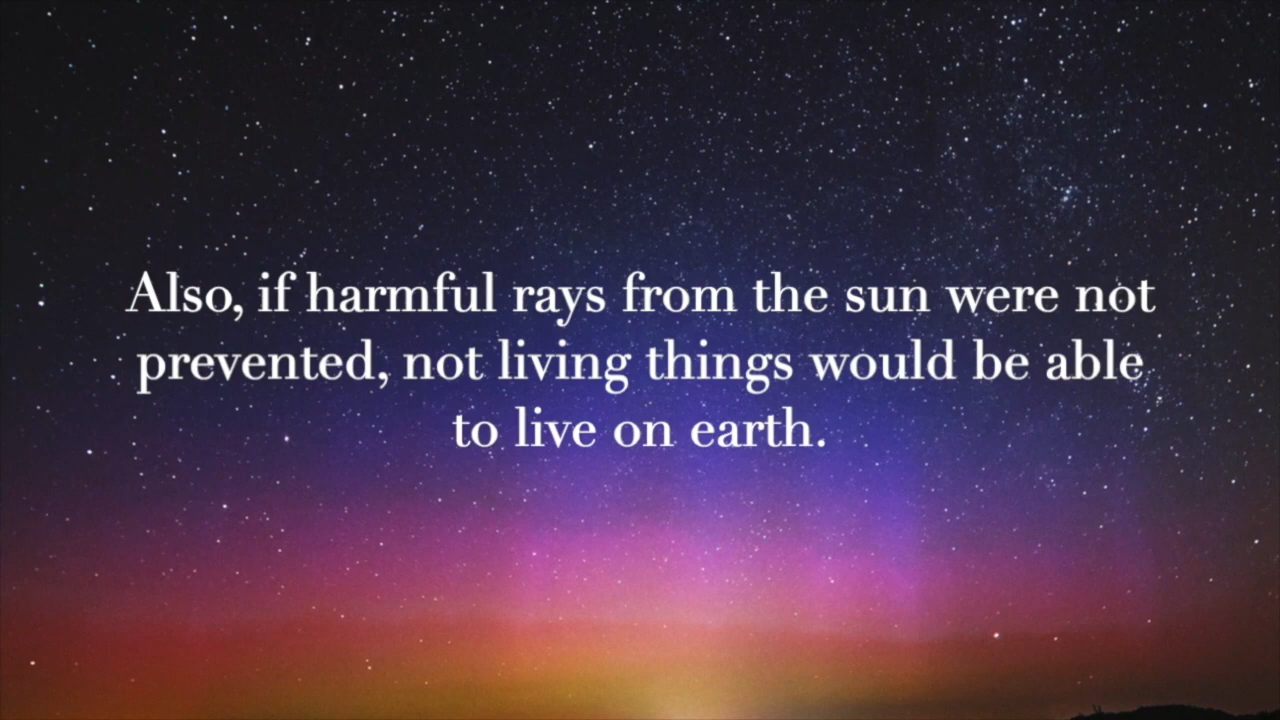 Also, if harmful rays from the sun were not
prevented, not living things would be able
to live on earth.